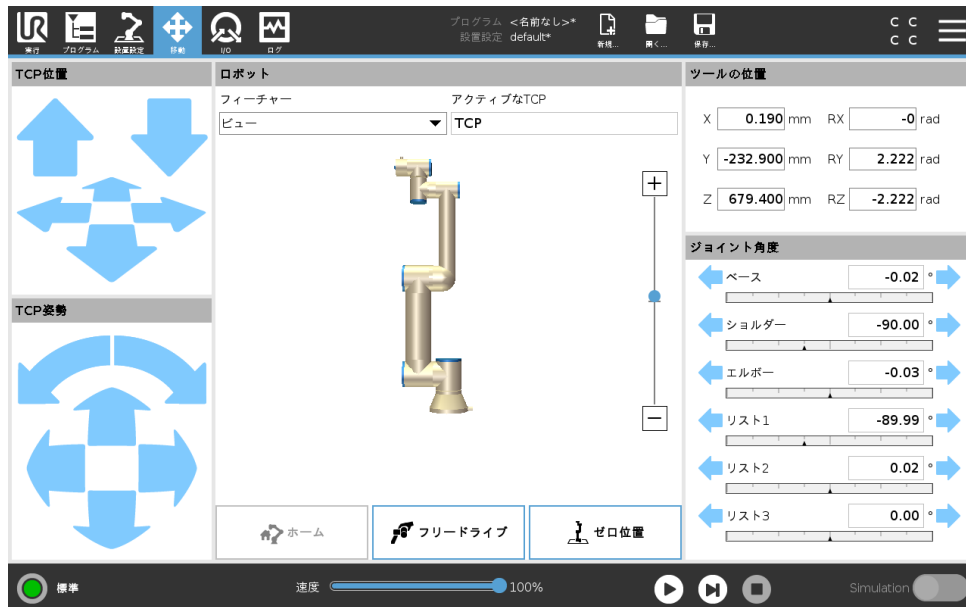 UR
プログラム <名前なし>*
設置設定 default*
C C
C C
実行
プログラム
設置設定
移動
I/O
ログ
新規...
開く...
保存...
TCP位置
ロボット
ツールの位置
フィーチャー
アクティブなTCP
ビュー
TCP
X 0.190 mm RX -0 rad
Y -232.900 mm RY 2.222 rad
Z 679.400 mm RZ -2.222 rad
ジョイント角度
ベース -0.02 °
TCP姿勢
ショルダー -90.00 °
エルボー -0.03 °
リスト1 -89.99 °
リスト2 0.02 °
リスト3 0.00 °
ホーム
フリードライブ
ゼロ位置
標準
速度
100%
Simulation